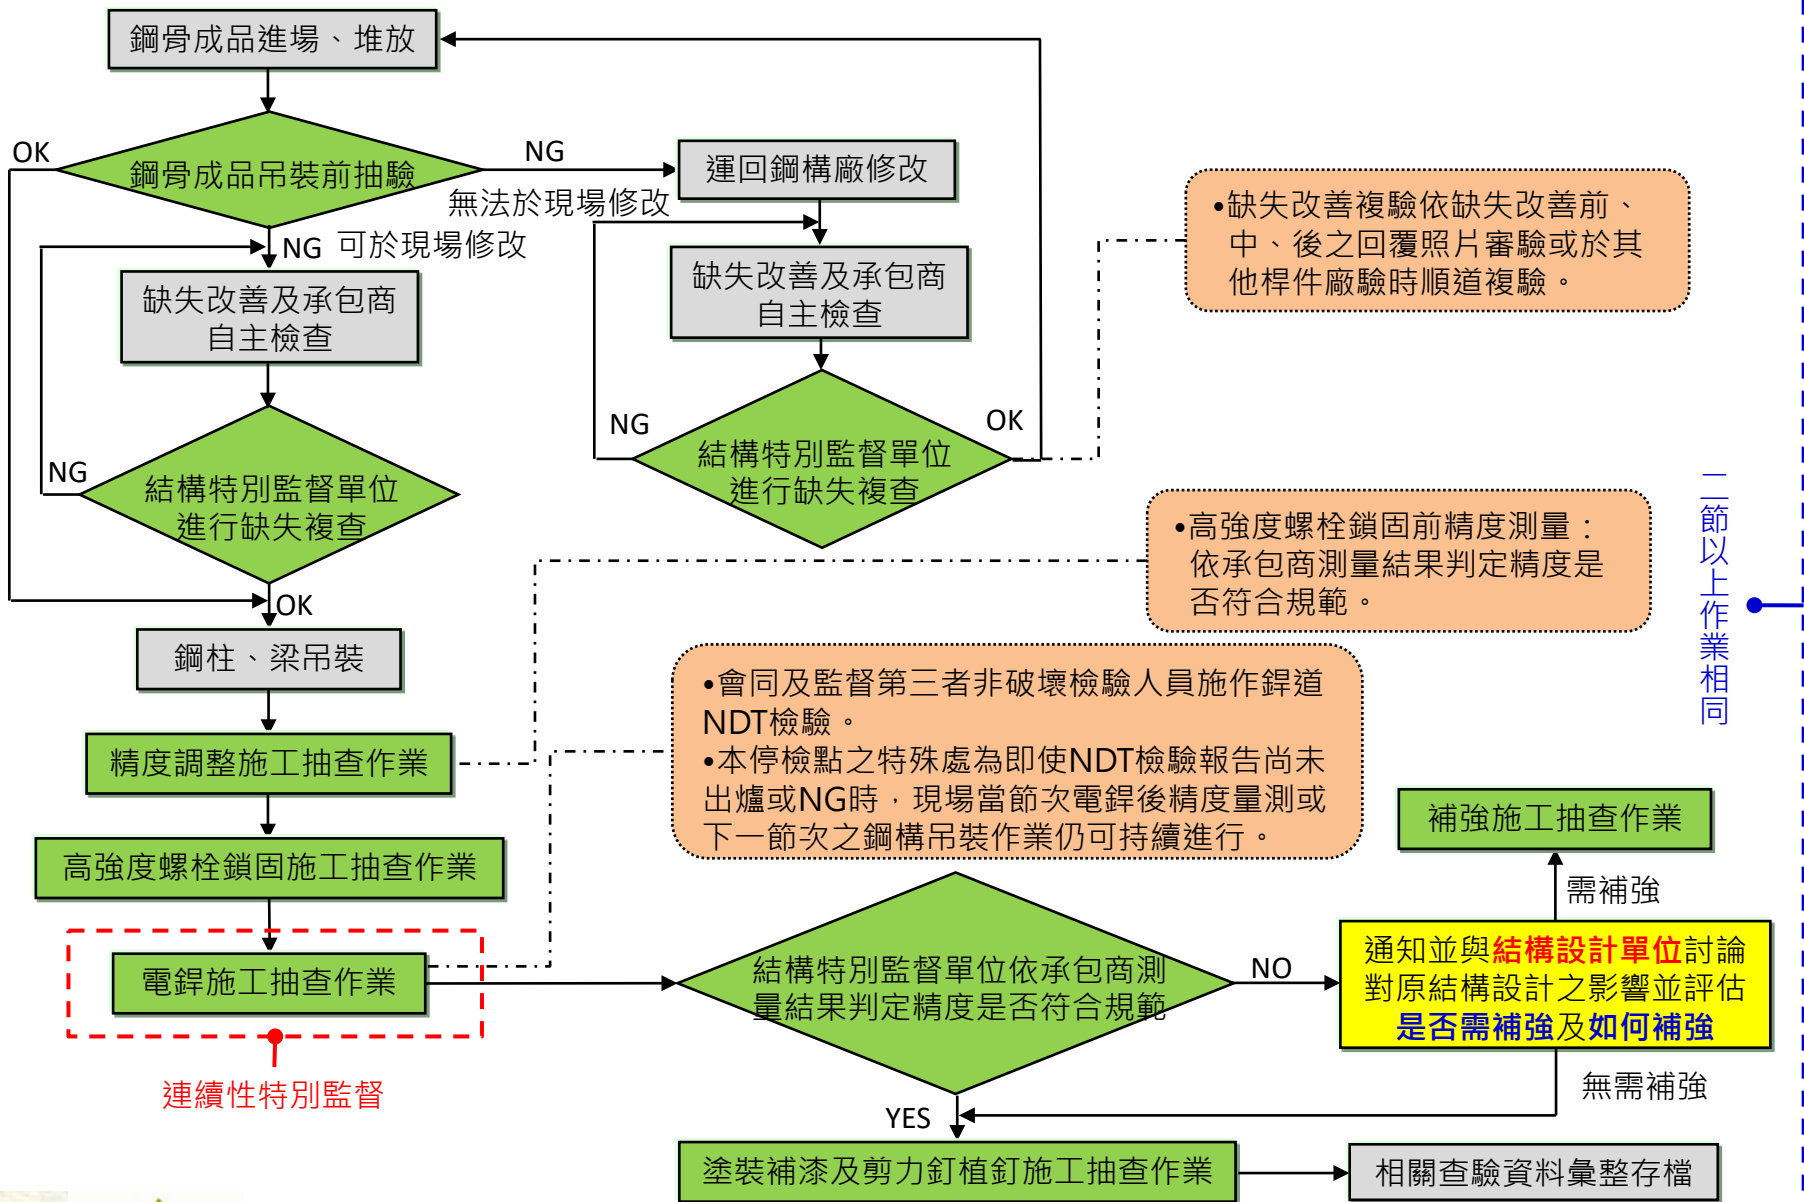 鋼骨成品進場、堆放
OK
鋼骨成品吊裝前抽驗
NG
無法於現場修改
運回鋼構廠修改
NG 可於現場修改
缺失改善及承包商
自主檢查
缺失改善及承包商
自主檢查
•缺失改善複驗依缺失改善前、
中、後之回覆照片審驗或於其
他桿件廠驗時順道複驗。
NG
結構特別監督單位
進行缺失複查
OK
NG
結構特別監督單位
進行缺失複查
OK
•高強度螺栓鎖固前精度測量：
依承包商測量結果判定精度是
否符合規範。
二節以上作業相同
鋼柱、梁吊裝
精度調整施工抽查作業
•會同及監督第三者非破壞檢驗人員施作銲道
NDT檢驗。
•本停檢點之特殊處為即使NDT檢驗報告尚未
出爐或NG時，現場當節次電銲後精度量測或
下一節次之鋼構吊裝作業仍可持續進行。
高強度螺栓鎖固施工抽查作業
電銲施工抽查作業
連續性特別監督
結構特別監督單位依承包商測
量結果判定精度是否符合規範
NO
補強施工抽查作業
需補強
通知並與結構設計單位討論
對原結構設計之影響並評估
是否需補強及如何補強
無需補強
YES
塗裝補漆及剪力釘植釘施工抽查作業
相關查驗資料彙整存檔